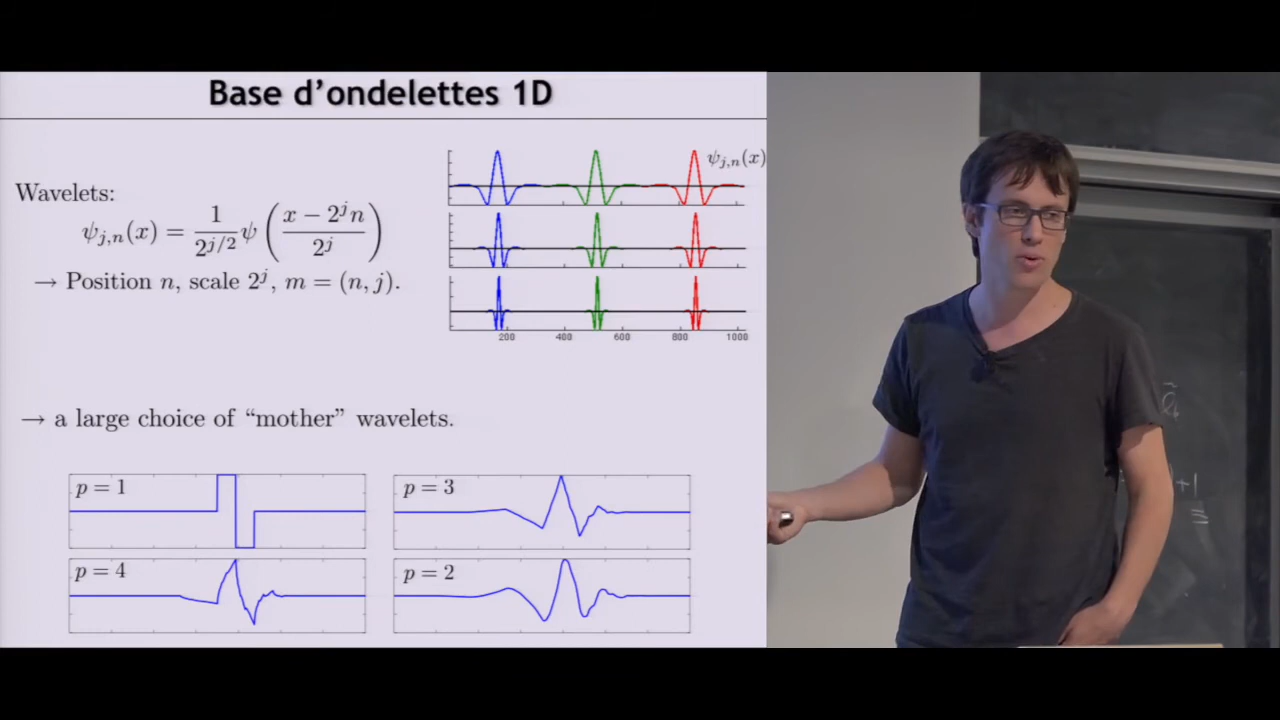 Base d'ondelettes 1D
Wavelets:
ψ_{j,n}(x) = 1/2^{j/2} ψ((x − 2^j n)/2^j)
→ Position n, scale 2^j, m = (n, j).
ψ_{j,n}(x)
200 400 600 800 1000
→ a large choice of “mother” wavelets.
p = 1
p = 3
p = 4
p = 2
+1
=